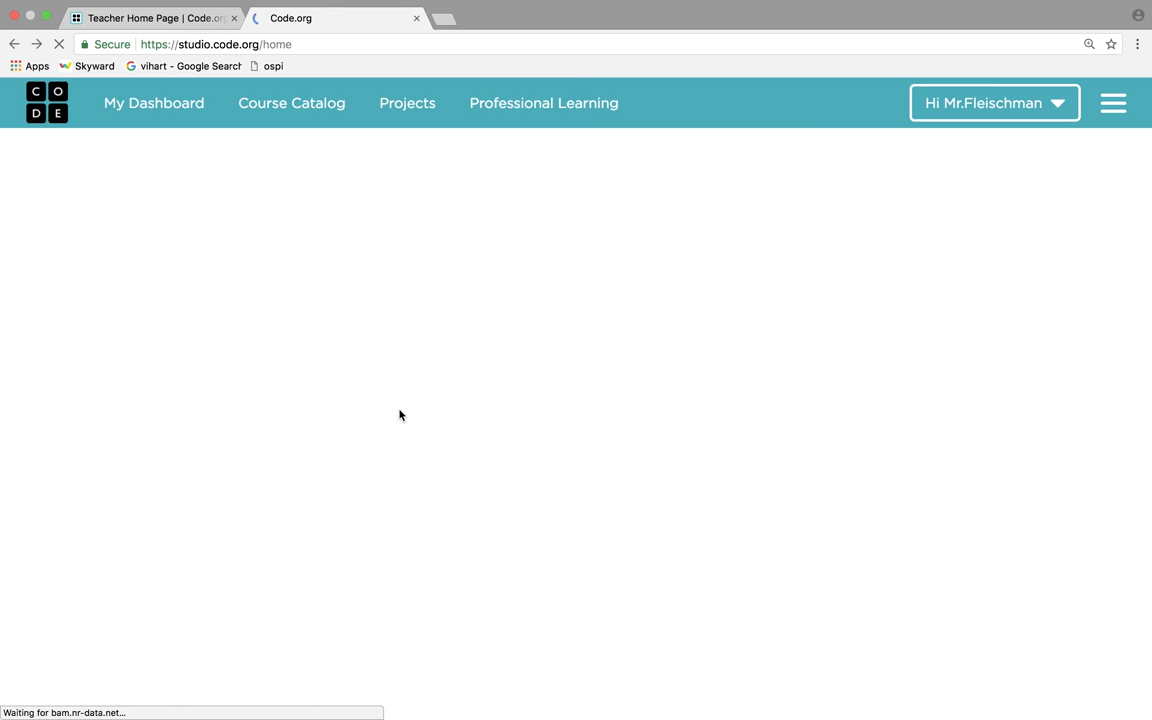 Teacher Home Page | Code.or
Code.org
Secure
https://studio.code.org/home
Apps
Skyward
vihart - Google Search
ospi
C O
D E
My Dashboard
Course Catalog
Projects
Professional Learning
Hi Mr.Fleischman
Waiting for bam.nr-data.net...